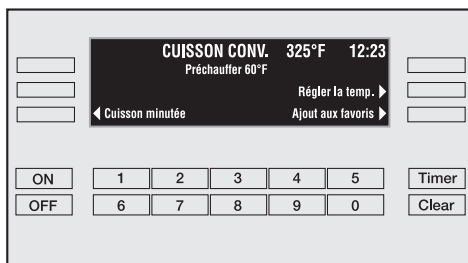 CUISSON CONV. 325°F 12:23
Préchauffer 60°F
Régler la temp.
Cuisson minutée Ajout aux favoris
ON 1 2 3 4 5 Timer
OFF 6 7 8 9 0 Clear